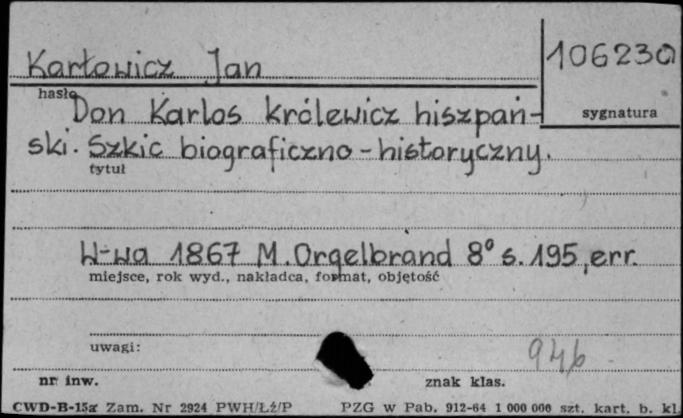 Karłowicz Jan
106230
hasło
sygnatura
Don Karlos królewicz hiszpań-
ski. Szkic biograficzno-historyczny.
tytuł
W-wa 1867 M. Orgelbrand 8° s. 195, err.
miejsce, rok wyd., nakładca, format, objętość
uwagi:
946
nr inw.
znak klas.
CWD-B-15a Zam. Nr 2924 PWH/Łż/P PZG w Pab. 912-64 1 000 000 szt. kart. b. kl